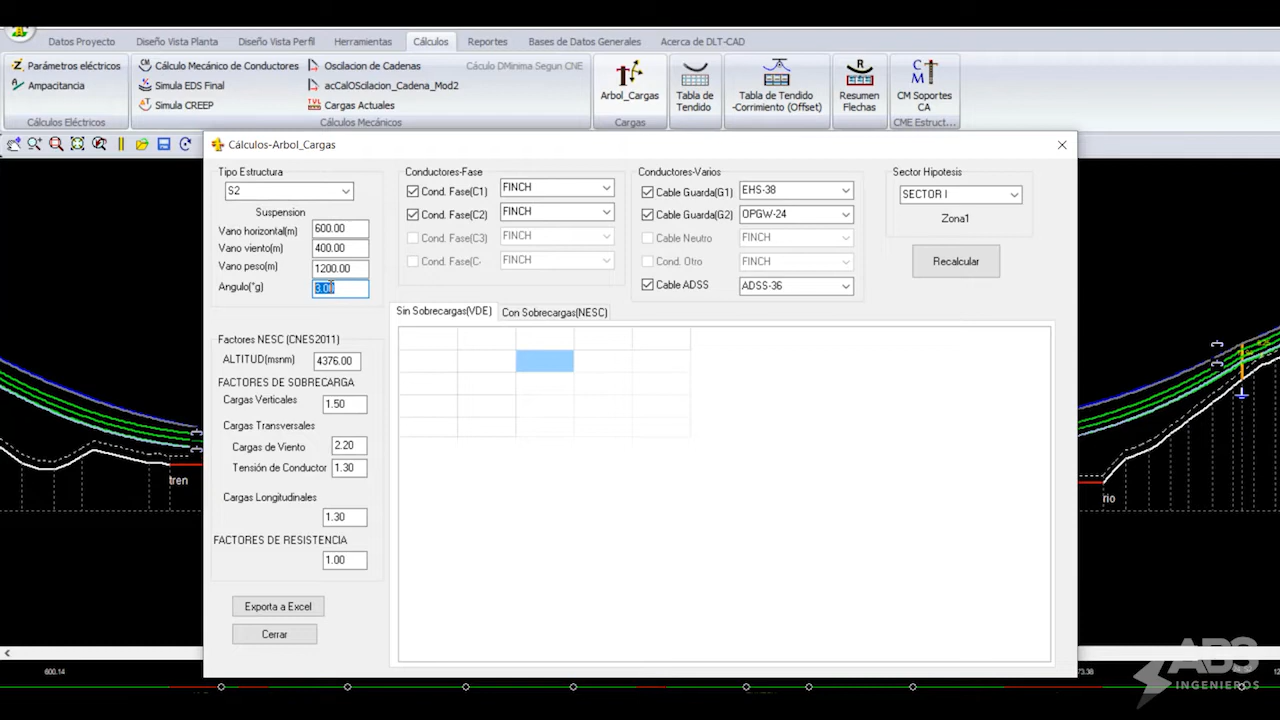 Datos Proyecto Diseño Vista Planta Diseño Vista Perfil Herramientas Cálculos Reportes Bases de Datos Generales Acerca de DLT-CAD
Parámetros eléctricos
Ampacitancia
Cálculos Eléctricos
Cálculo Mecánico de Conductores
Simula EDS Final
Simula CREEP
Oscilacion de Cadenas
acCalOScilacion_Cadena_Mod2
Cargas Actuales
Cáculo DMinima Segun CNE
Cálculos Mecánicos
Arbol_Cargas
Cargas
Tabla de
Tendido
Tabla de Tendido
-Corrimiento (Offset)
Resumen
Flechas
CM Soportes
CA
CME Estruct...
Cálculos-Arbol_Cargas
Tipo Estructura
S2
Suspension
Vano horizontal(m) 600.00
Vano viento(m) 400.00
Vano peso(m) 1200.00
Angulo(°g) 3.00
Conductores-Fase
Cond. Fase(C1) FINCH
Cond. Fase(C2) FINCH
Cond. Fase(C3) FINCH
Cond. Fase(C- FINCH
Conductores-Varios
Cable Guarda(G1) EHS-38
Cable Guarda(G2) OPGW-24
Cable Neutro FINCH
Cond. Otro FINCH
Cable ADSS ADSS-36
Sector Hipotesis
SECTOR I
Zona1
Recalcular
Sin Sobrecargas(VDE) Con Sobrecargas(NESC)
Factores NESC (CNES2011)
ALTITUD(msnm) 4376.00
FACTORES DE SOBRECARGA
Cargas Verticales 1.50
Cargas Transversales
Cargas de Viento 2.20
Tensión de Conductor 1.30
Cargas Longitudinales
1.30
FACTORES DE RESISTENCIA
1.00
Exporta a Excel
Cerrar
tren
rio
600.14
ABS
INGENIEROS